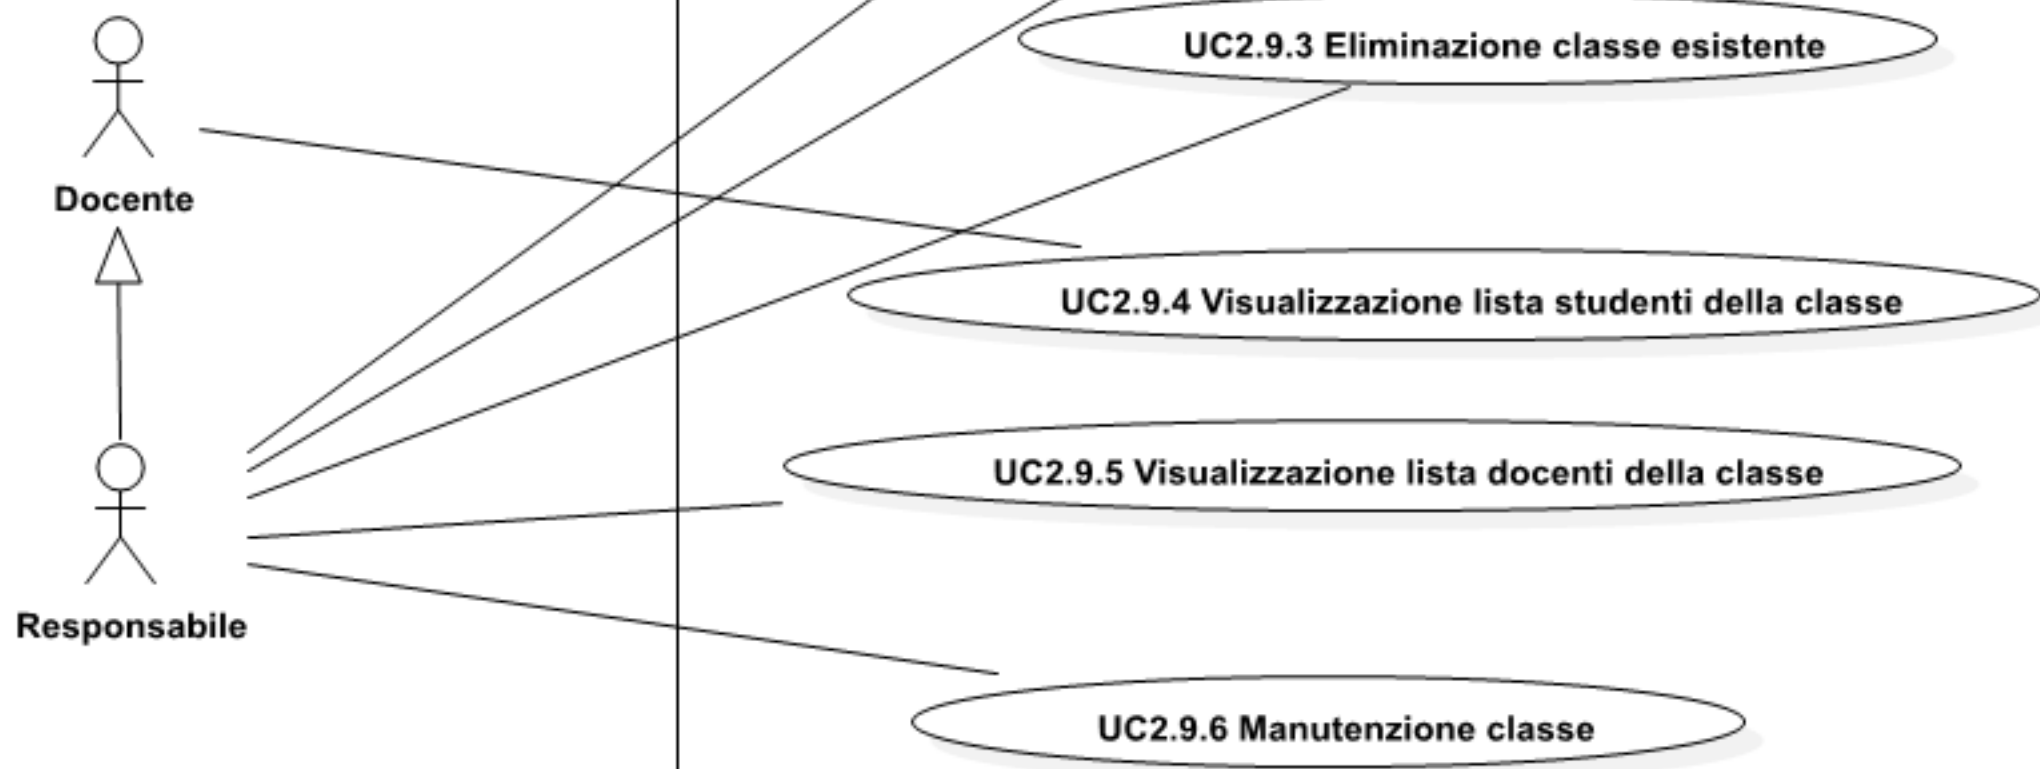 UC2.9.3 Eliminazione classe esistente
Docente
UC2.9.4 Visualizzazione lista studenti della classe
UC2.9.5 Visualizzazione lista docenti della classe
Responsabile
UC2.9.6 Manutenzione classe